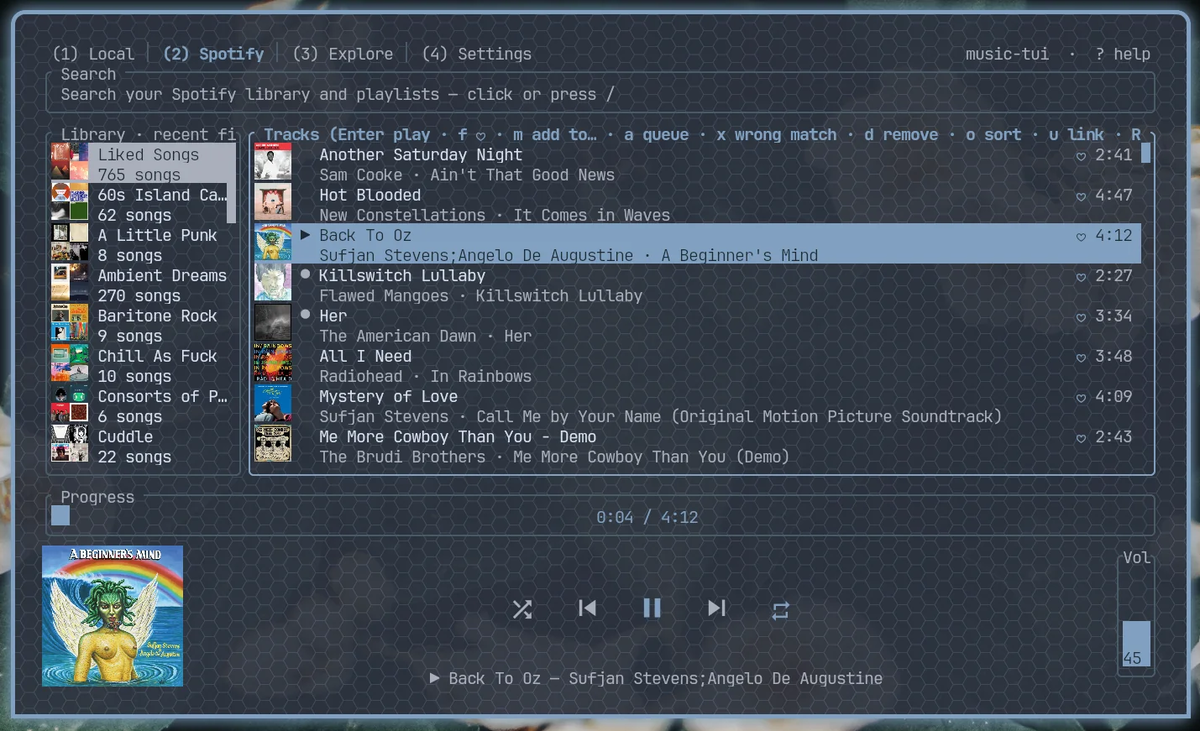 (1) Local │ (2) Spotify │ (3) Explore │ (4) Settings
music-tui · ? help
Search
Search your Spotify library and playlists — click or press /
Library · recent fi
Liked Songs
765 songs
60s Island Ca…
62 songs
A Little Punk
8 songs
Ambient Dreams
270 songs
Baritone Rock
9 songs
Chill As Fuck
10 songs
Consorts of P…
6 songs
Cuddle
22 songs
Tracks (Enter play · f ♡ · m add to… · a queue · x wrong match · d remove · o sort · u link · R
Another Saturday Night ♡ 2:41
Sam Cooke · Ain't That Good News
Hot Blooded ♡ 4:47
New Constellations · It Comes in Waves
▶ Back To Oz ♡ 4:12
Sufjan Stevens;Angelo De Augustine · A Beginner's Mind
● Killswitch Lullaby ♡ 2:27
Flawed Mangoes · Killswitch Lullaby
● Her ♡ 3:34
The American Dawn · Her
All I Need ♡ 3:48
Radiohead · In Rainbows
Mystery of Love ♡ 4:09
Sufjan Stevens · Call Me by Your Name (Original Motion Picture Soundtrack)
Me More Cowboy Than You - Demo ♡ 2:43
The Brudi Brothers · Me More Cowboy Than You (Demo)
Progress
0:04 / 4:12
A BEGINNER'S MIND
Sufjan Stevens
Angelo De Augustine
Vol
45
▶ Back To Oz — Sufjan Stevens;Angelo De Augustine